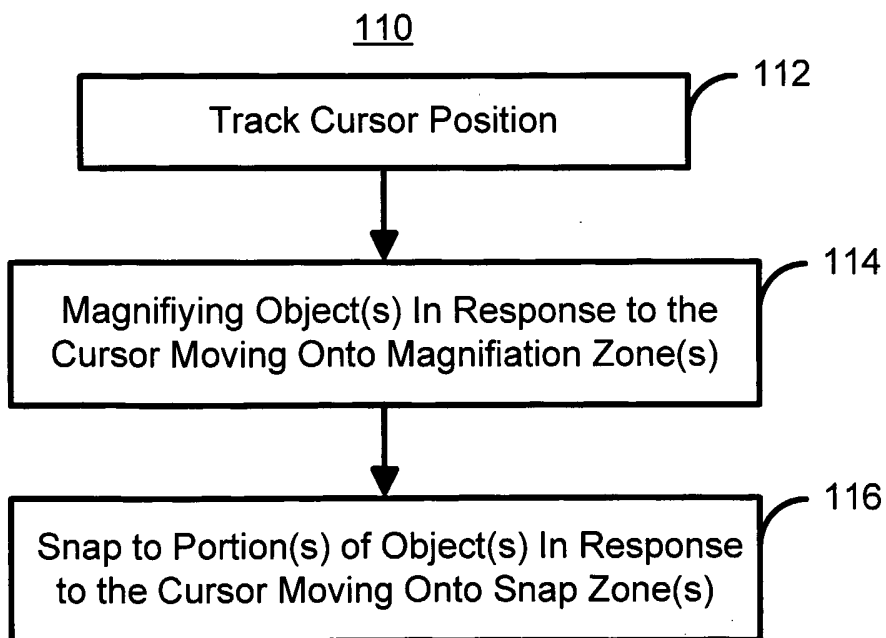 110
Track Cursor Position
112
Magnifiying Object(s) In Response to the
Cursor Moving Onto Magnifiation Zone(s)
114
Snap to Portion(s) of Object(s) In Response
to the Cursor Moving Onto Snap Zone(s)
116